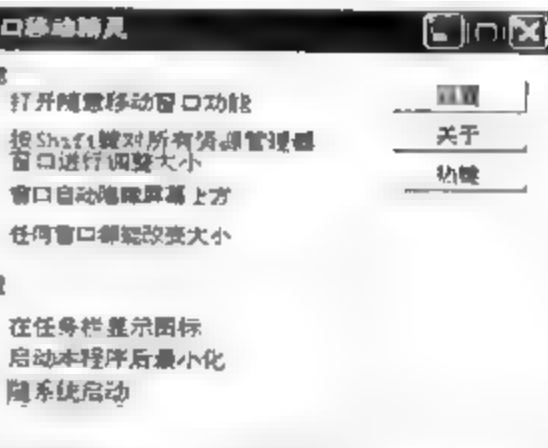 口移动精灵
打开随意移动窗口功能
关于
按Shift键对所有资源管理器
窗口进行调整大小
热键
窗口自动隐藏屏幕上方
任何窗口都能改变大小
在任务栏显示图标
启动本程序后最小化
随系统启动